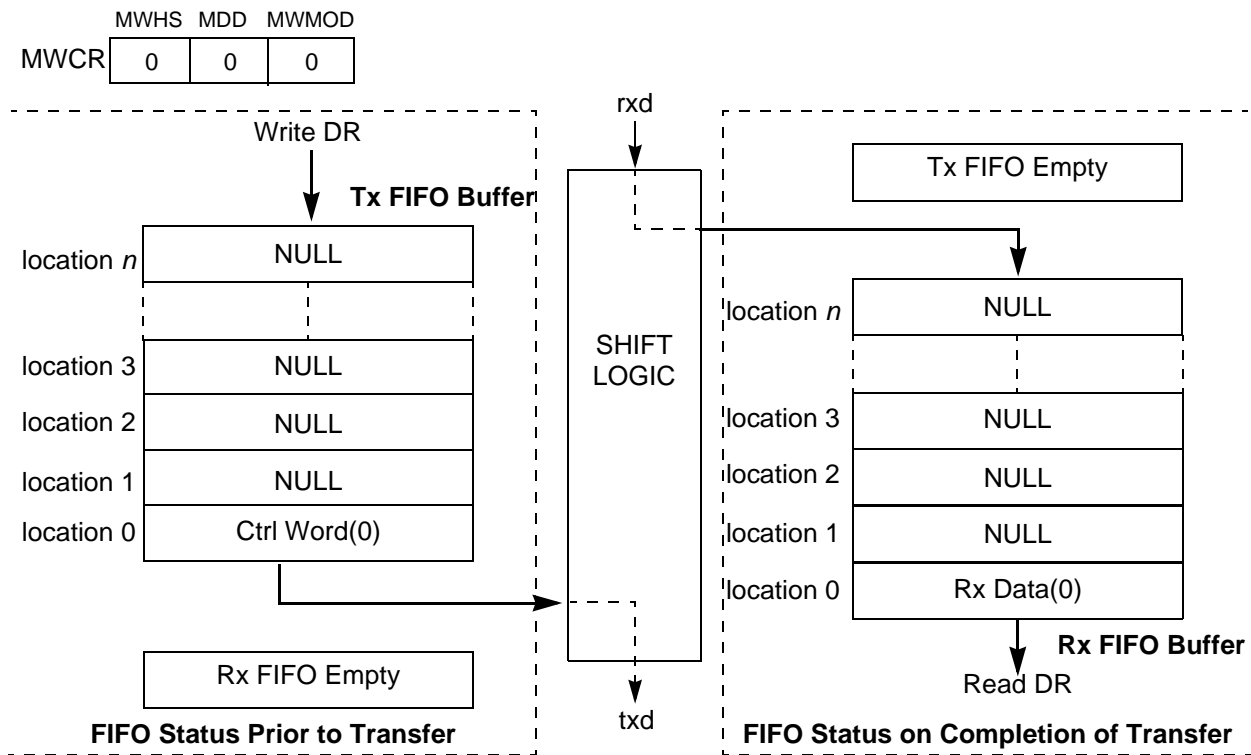 MWHS MDD MWMOD
MWCR 0 0 0
Write DR
Tx FIFO Buffer
location n NULL
location 3 NULL
location 2 NULL
location 1 NULL
location 0 Ctrl Word(0)
Rx FIFO Empty
FIFO Status Prior to Transfer
rxd
SHIFT
LOGIC
txd
Tx FIFO Empty
location n NULL
location 3 NULL
location 2 NULL
location 1 NULL
location 0 Rx Data(0)
Rx FIFO Buffer
Read DR
FIFO Status on Completion of Transfer